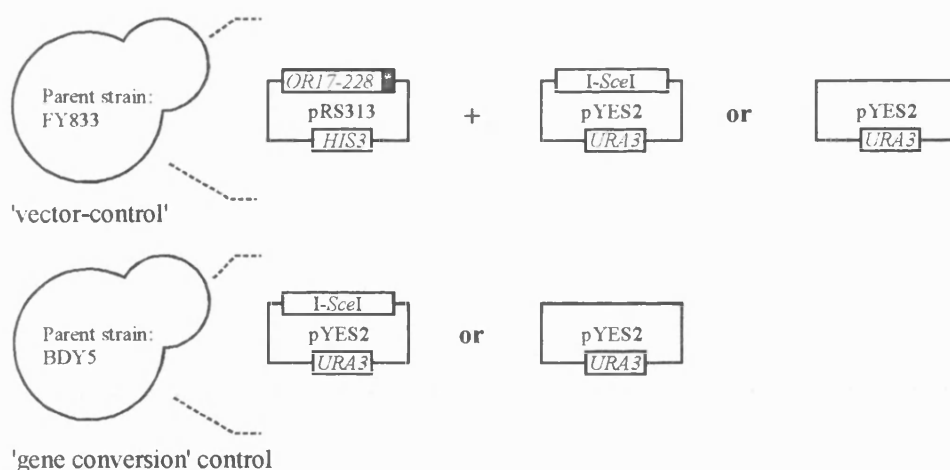 Parent strain:
FY833
OR17-228 *
pRS313
HIS3
+
I-SceI
pYES2
URA3
or
pYES2
URA3
'vector-control'
Parent strain:
BDY5
I-SceI
pYES2
URA3
or
pYES2
URA3
'gene conversion' control